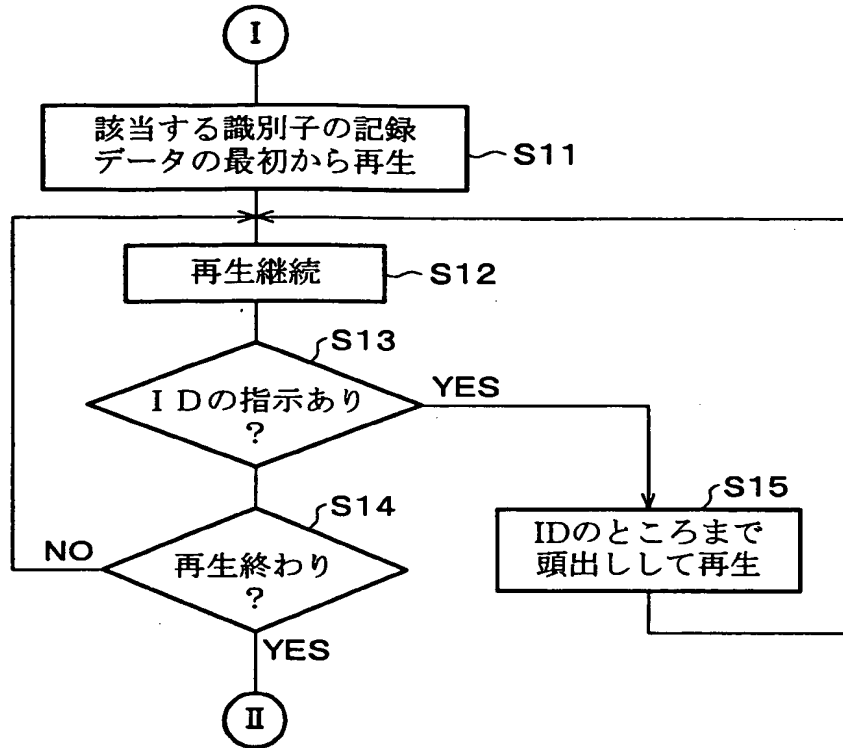 I
該当する識別子の記録
データの最初から再生
S11
再生継続
S12
S13
IDの指示あり
?
YES
S14
再生終わり
?
NO
YES
S15
IDのところまで
頭出しして再生
II